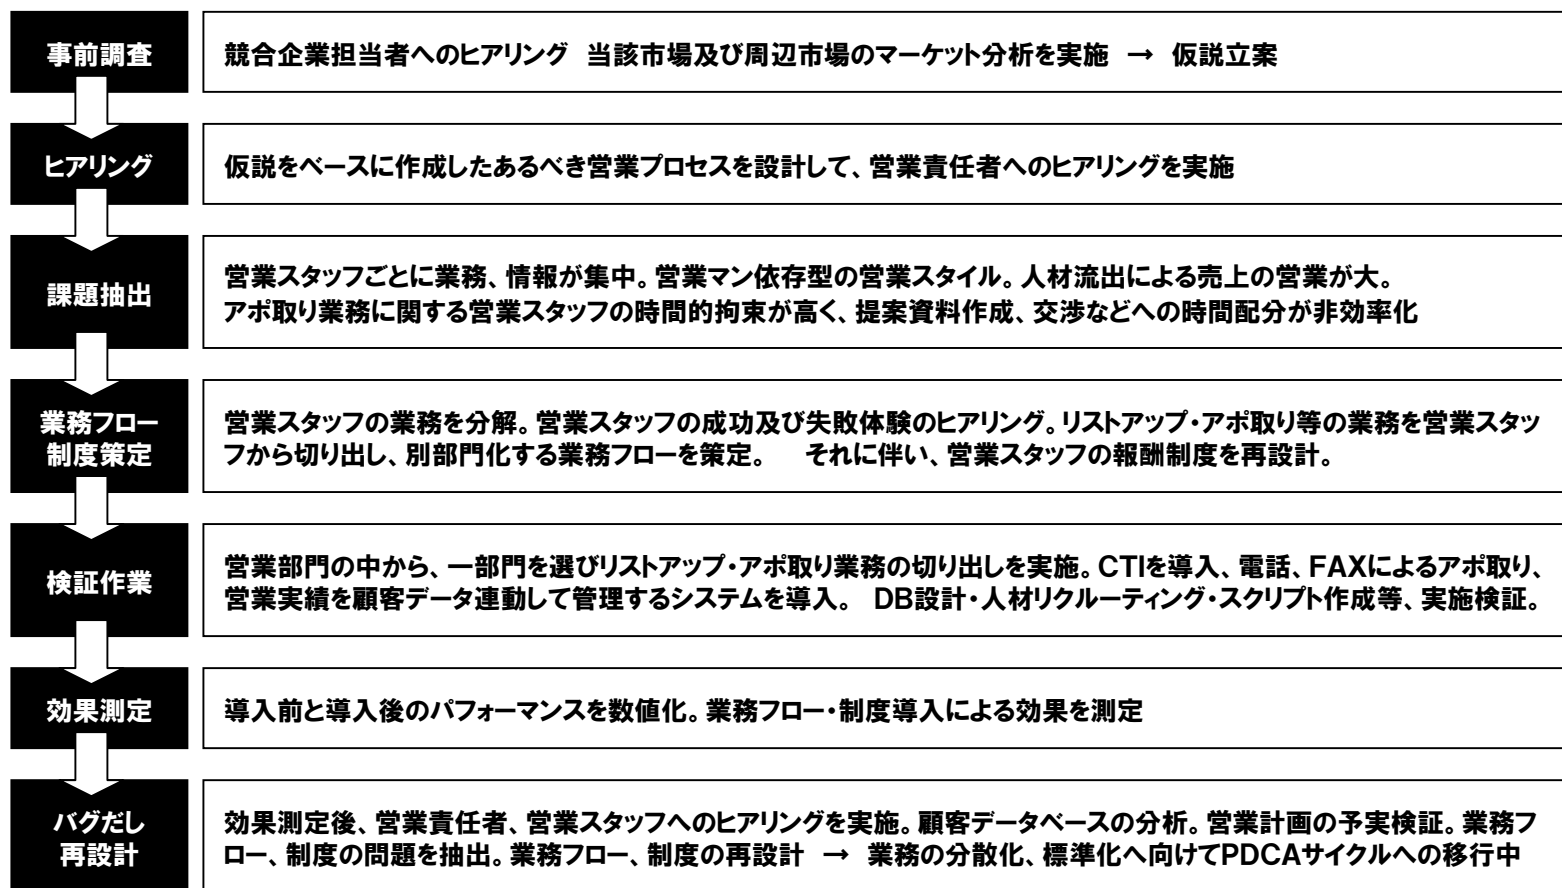 事前調査
競合企業担当者へのヒアリング　当該市場及び周辺市場のマーケット分析を実施　→　仮説立案
ヒアリング
仮説をベースに作成したあるべき営業プロセスを設計して、営業責任者へのヒアリングを実施
課題抽出
営業スタッフごとに業務、情報が集中。営業マン依存型の営業スタイル。人材流出による売上の営業が大。
アポ取り業務に関する営業スタッフの時間的拘束が高く、提案資料作成、交渉などへの時間配分が非効率化
業務フロー
制度策定
営業スタッフの業務を分解。営業スタッフの成功及び失敗体験のヒアリング。リストアップ・アポ取り等の業務を営業スタッ
フから切り出し、別部門化する業務フローを策定。　それに伴い、営業スタッフの報酬制度を再設計。
検証作業
営業部門の中から、一部門を選びリストアップ・アポ取り業務の切り出しを実施。CTIを導入、電話、FAXによるアポ取り、
営業実績を顧客データ連動して管理するシステムを導入。　DB設計・人材リクルーティング・スクリプト作成等、実施検証。
効果測定
導入前と導入後のパフォーマンスを数値化。業務フロー・制度導入による効果を測定
バグだし
再設計
効果測定後、営業責任者、営業スタッフへのヒアリングを実施。顧客データベースの分析。営業計画の予実検証。業務フ
ロー、制度の問題を抽出。業務フロー、制度の再設計　→　業務の分散化、標準化へ向けてPDCAサイクルへの移行中